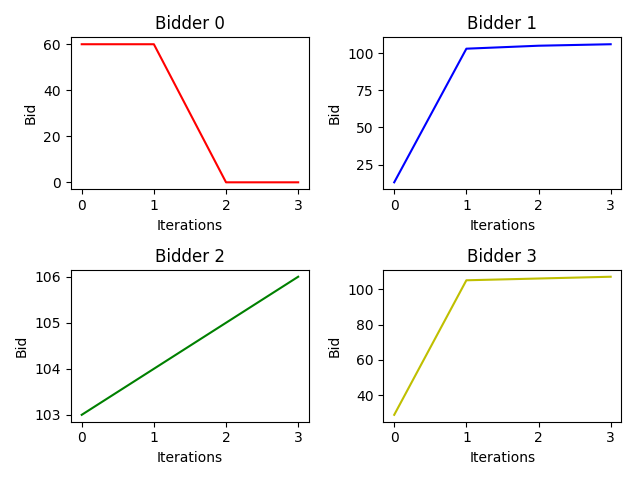 Bidder 0
60
40
20
0
Bid
0 1 2 3
Iterations
Bidder 1
100
75
50
25
Bid
0 1 2 3
Iterations
Bidder 2
106
105
104
103
Bid
0 1 2 3
Iterations
Bidder 3
100
80
60
40
Bid
0 1 2 3
Iterations